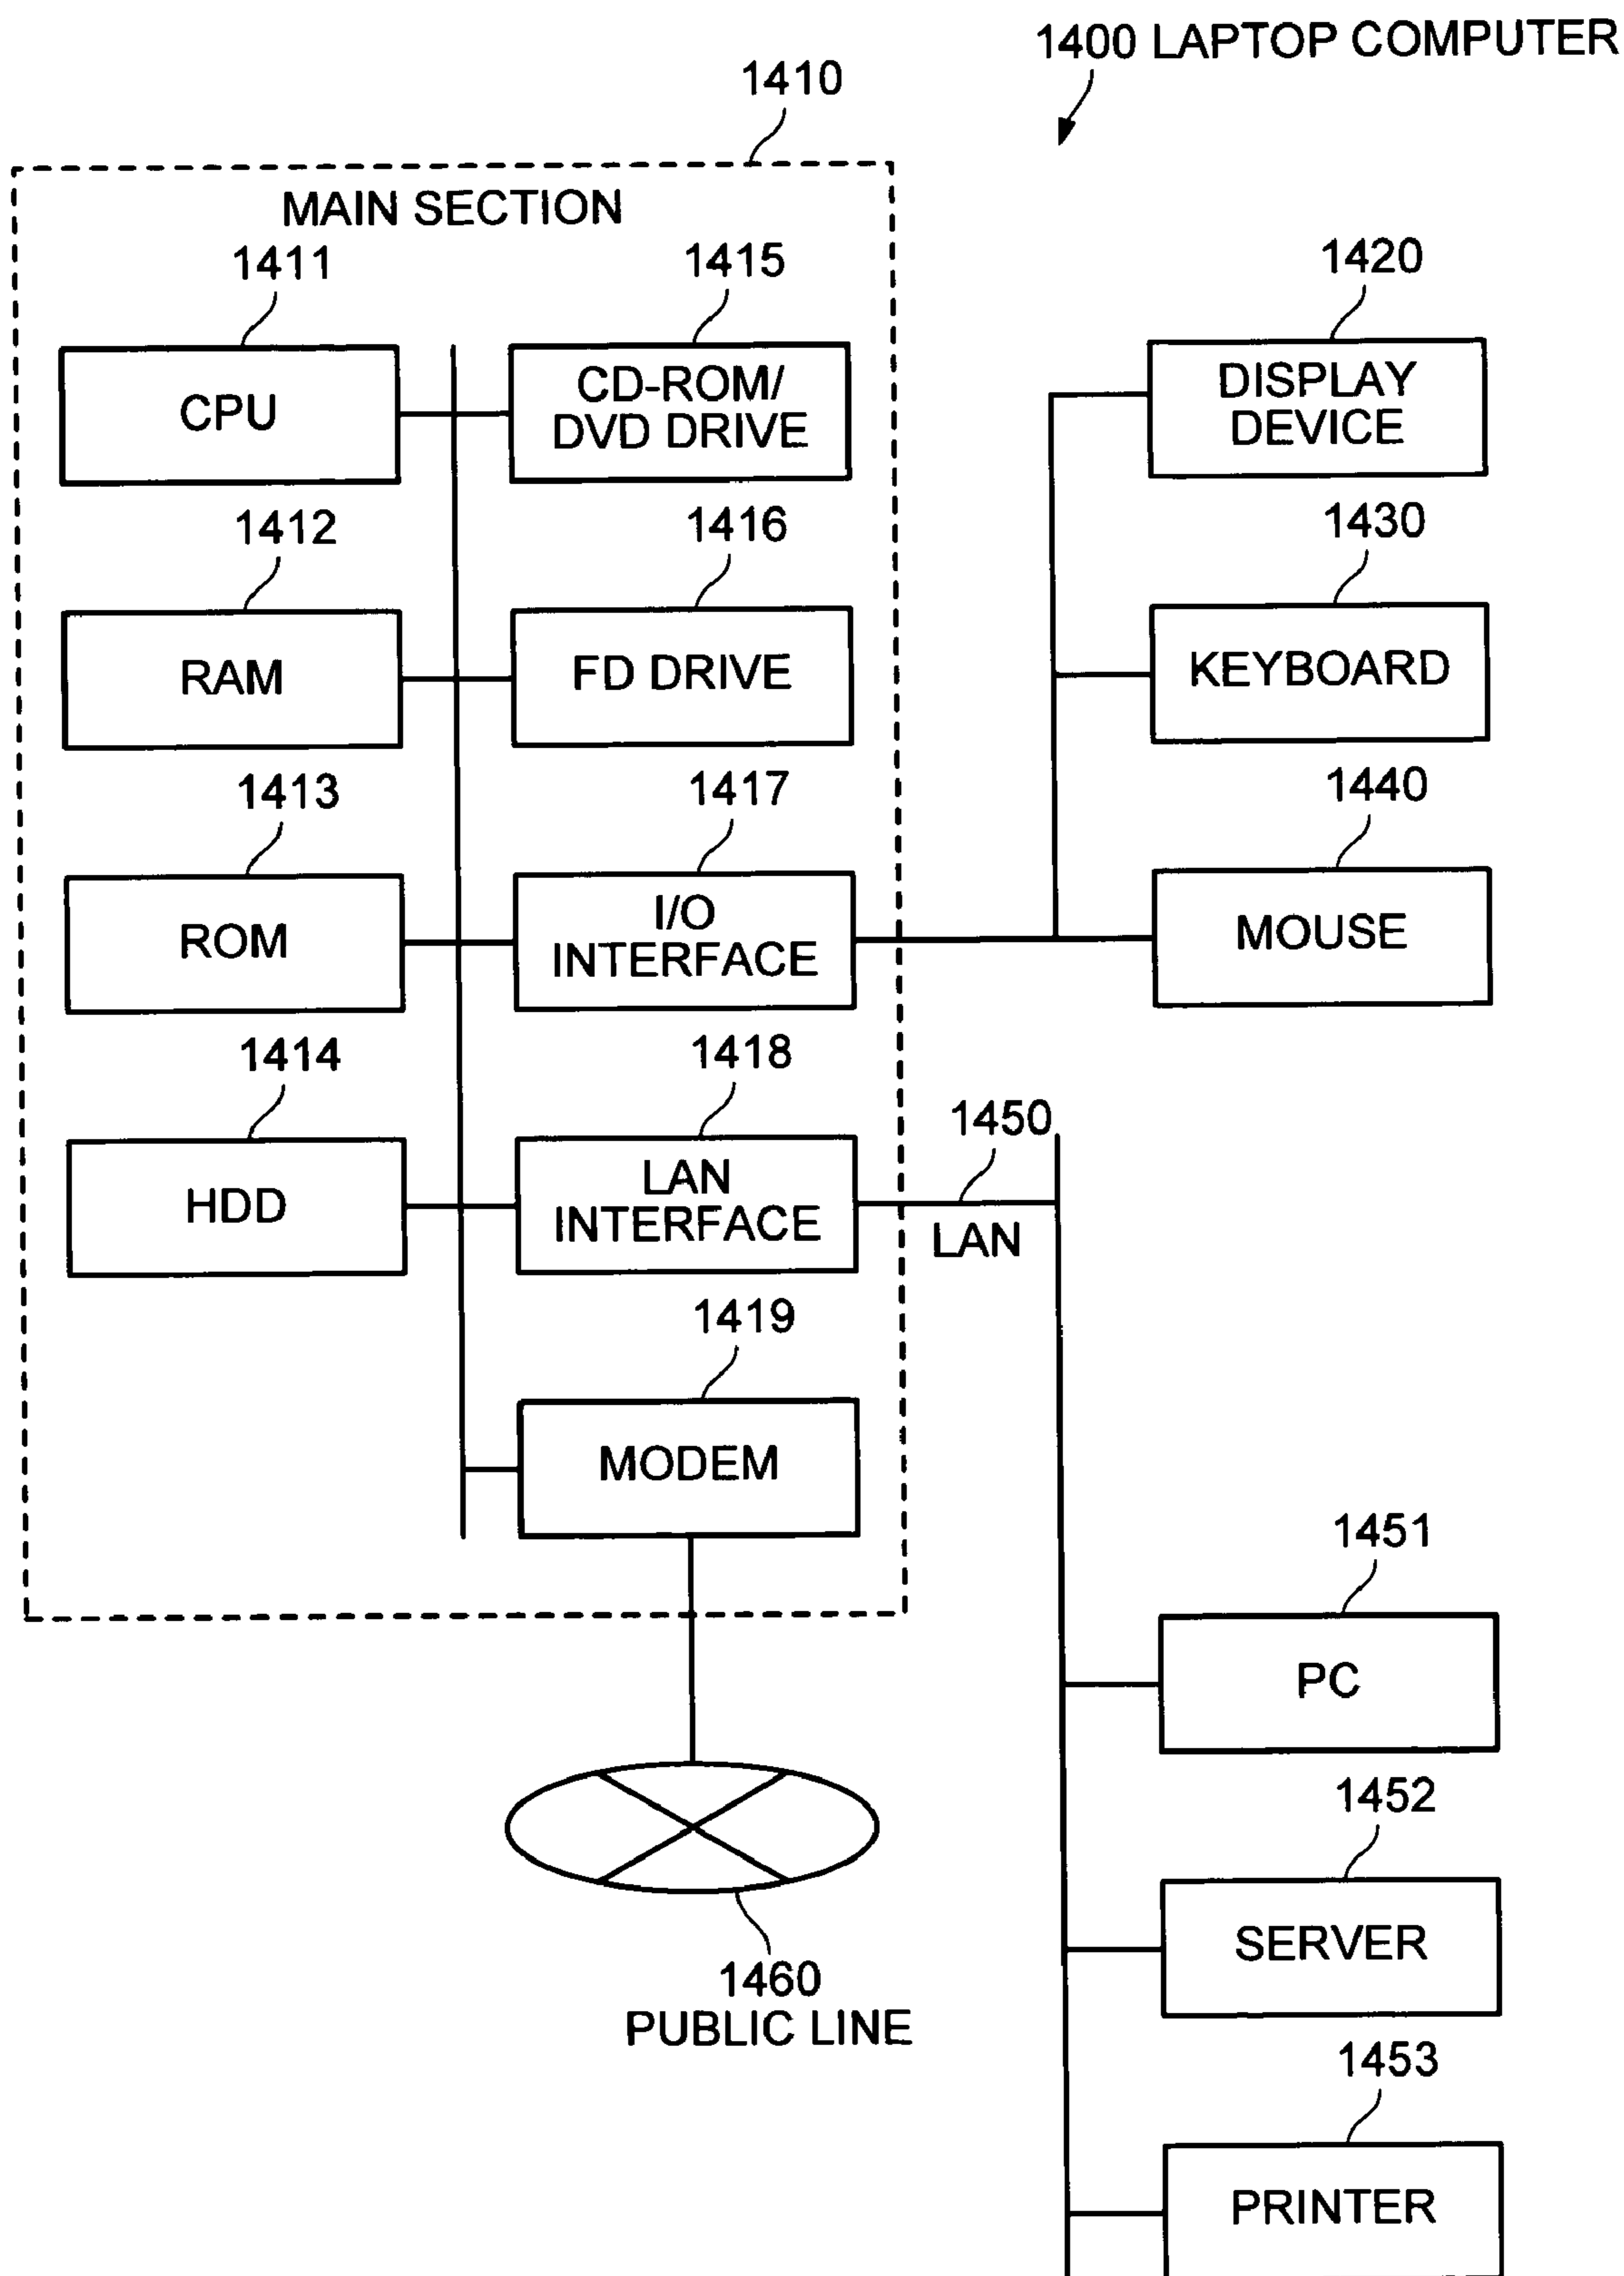 1400 LAPTOP COMPUTER
1410
MAIN SECTION
1411
CPU
1415
CD-ROM/
DVD DRIVE
1412
RAM
1416
FD DRIVE
1413
ROM
1417
I/O
INTERFACE
1414
HDD
1418
LAN
INTERFACE
1419
MODEM
1420
DISPLAY
DEVICE
1430
KEYBOARD
1440
MOUSE
1450
LAN
1451
PC
1452
SERVER
1453
PRINTER
1460
PUBLIC LINE